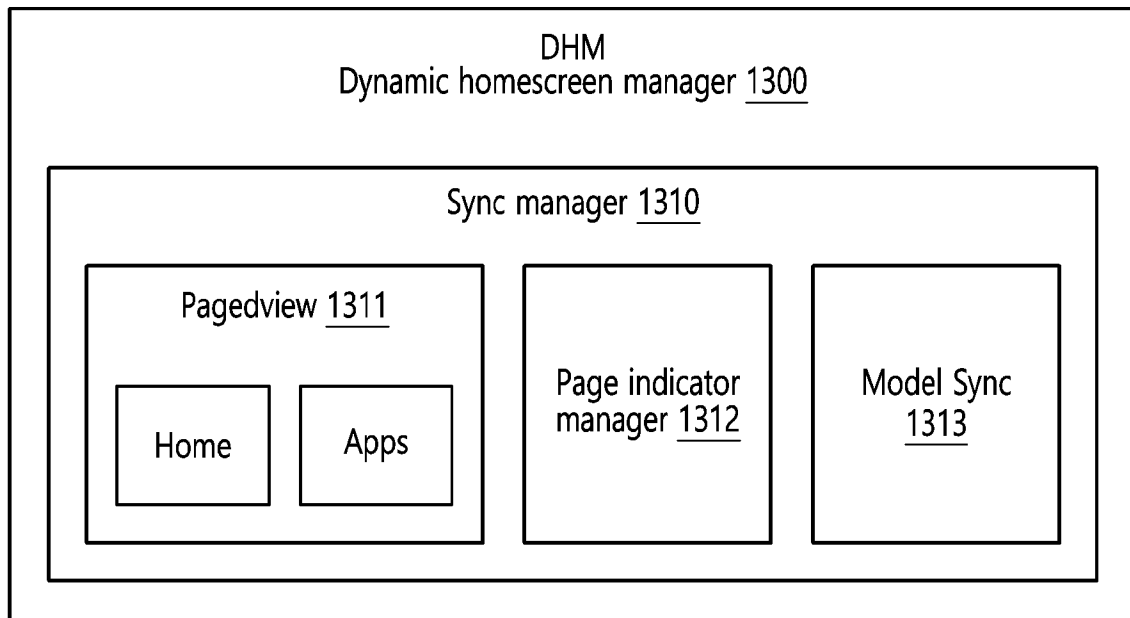 DHM
Dynamic homescreen manager 1300
Sync manager 1310
Pagedview 1311
Home
Apps
Page indicator
manager 1312
Model Sync
1313